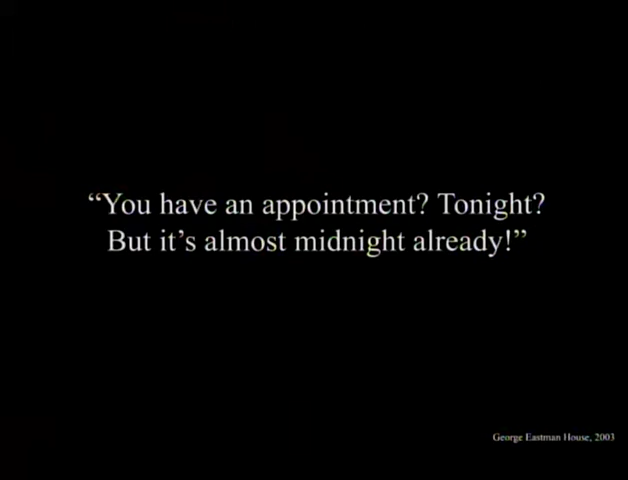 “You have an appointment? Tonight?
But it’s almost midnight already!”
George Eastman House, 2003